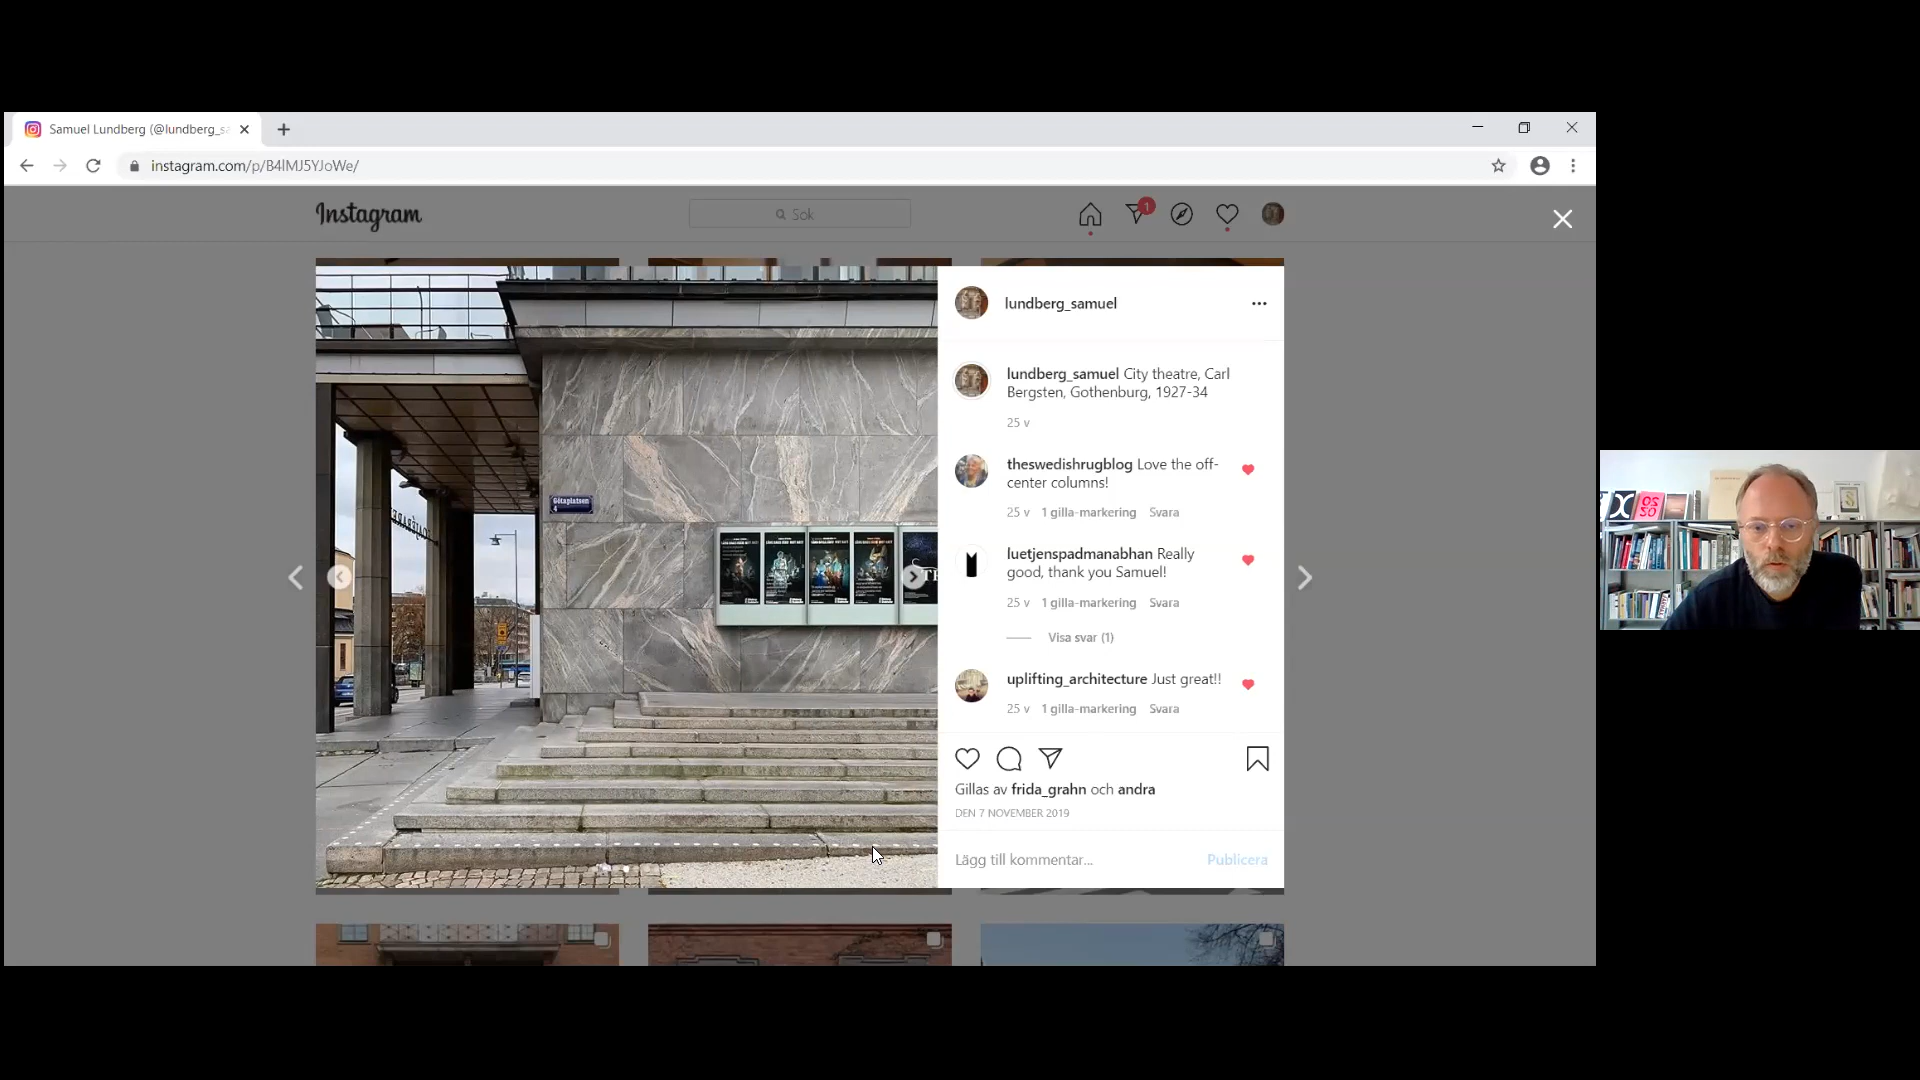 Samuel Lundberg (@lundberg_sa
instagram.com/p/B4lMJ5YJoWe/
Instagram
Sök
1
lundberg_samuel
lundberg_samuel City theatre, Carl
Bergsten, Gothenburg, 1927-34
25 v
theswedishrugblog Love the off-
center columns!
25 v 1 gilla-markering Svara
luetjenspadmanabhan Really
good, thank you Samuel!
25 v 1 gilla-markering Svara
Visa svar (1)
uplifting_architecture Just great!!
25 v 1 gilla-markering Svara
Gillas av frida_grahn och andra
DEN 7 NOVEMBER 2019
Lägg till kommentar...
Publicera
Götaplatsen
4